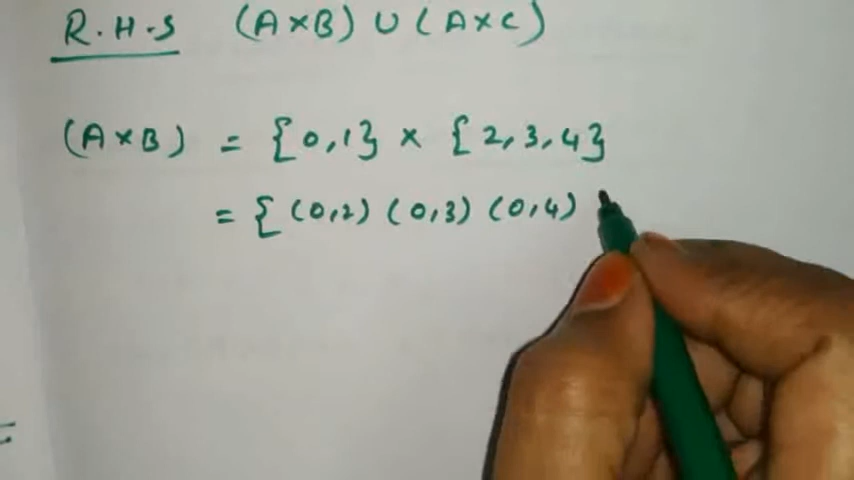 R.H.S (A×B) ∪ (A×C)
(A×B) = {0,1} × {2,3,4}
= { (0,2) (0,3) (0,4)
=